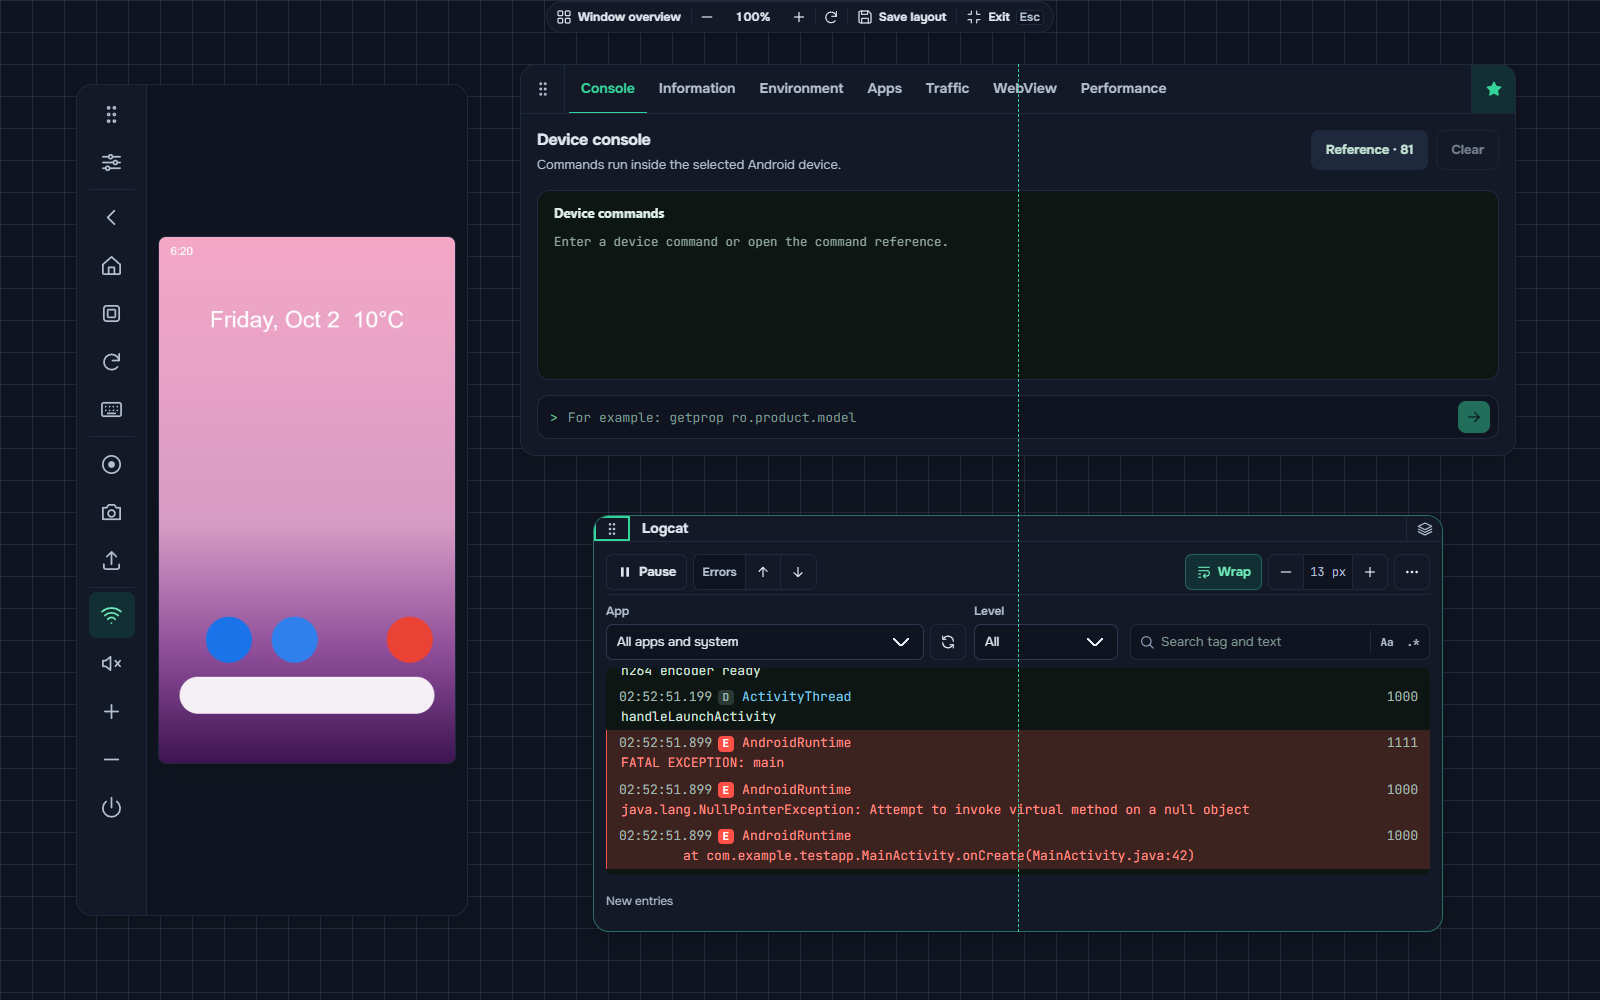 Window overview
100%
Save layout
Exit Esc
6:20
Friday, Oct 2 10°C
Console Information Environment Apps Traffic WebView Performance
Device console
Commands run inside the selected Android device.
Reference · 81
Clear
Device commands
Enter a device command or open the command reference.
> For example: getprop ro.product.model
Logcat
Pause
Errors
Wrap
13 px
App
Level
All apps and system
All
Search tag and text
Aa .*
h264 encoder ready
02:52:51.199 D ActivityThread 1000
handleLaunchActivity
02:52:51.899 E AndroidRuntime 1111
FATAL EXCEPTION: main
02:52:51.899 E AndroidRuntime 1000
java.lang.NullPointerException: Attempt to invoke virtual method on a null object
02:52:51.899 E AndroidRuntime 1000
at com.example.testapp.MainActivity.onCreate(MainActivity.java:42)
New entries